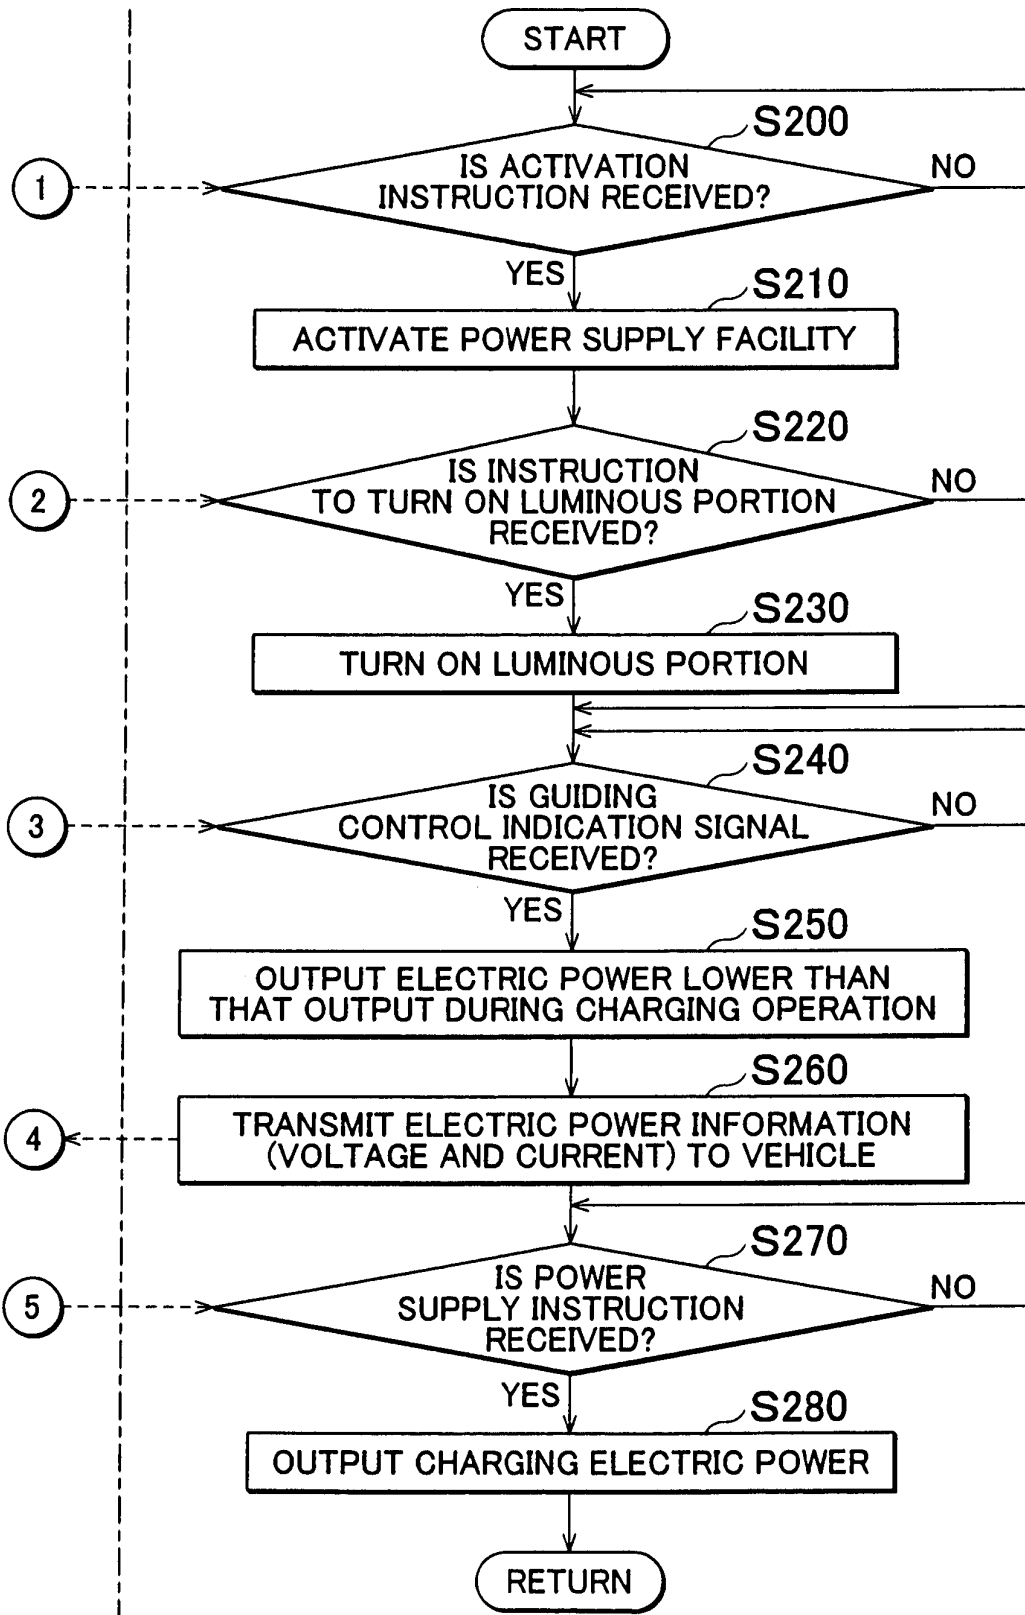 START
S200
1
IS ACTIVATION
INSTRUCTION RECEIVED?
NO
YES
S210
ACTIVATE POWER SUPPLY FACILITY
S220
2
IS INSTRUCTION
TO TURN ON LUMINOUS PORTION
RECEIVED?
NO
YES
S230
TURN ON LUMINOUS PORTION
S240
3
IS GUIDING
CONTROL INDICATION SIGNAL
RECEIVED?
NO
YES
S250
OUTPUT ELECTRIC POWER LOWER THAN
THAT OUTPUT DURING CHARGING OPERATION
S260
4
TRANSMIT ELECTRIC POWER INFORMATION
(VOLTAGE AND CURRENT) TO VEHICLE
S270
5
IS POWER
SUPPLY INSTRUCTION
RECEIVED?
NO
YES
S280
OUTPUT CHARGING ELECTRIC POWER
RETURN